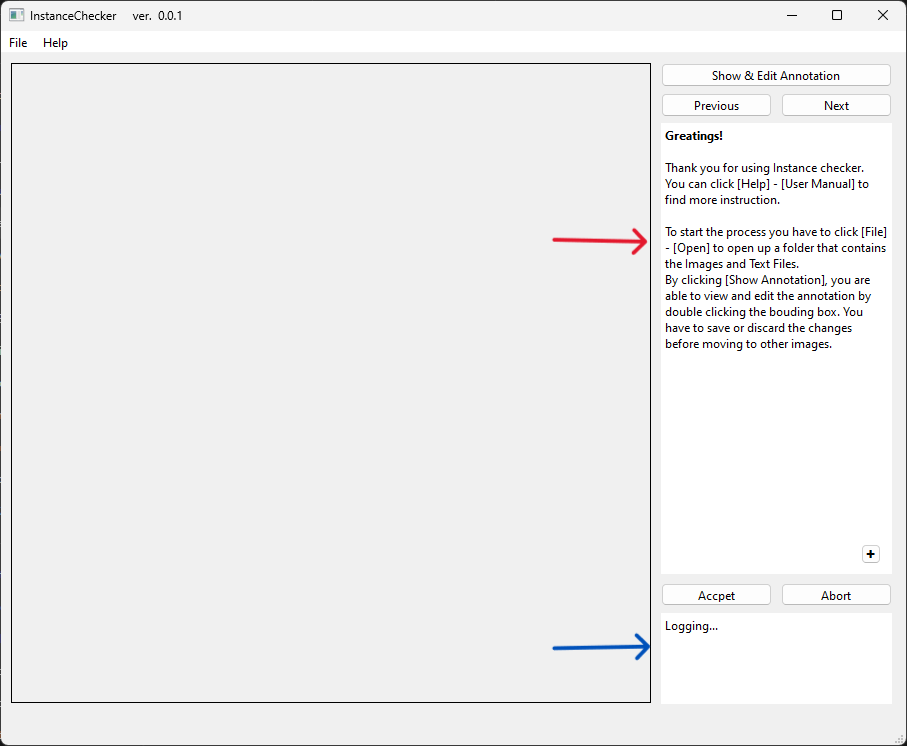 InstanceChecker ver. 0.0.1
File Help
Show & Edit Annotation
Previous Next
Greatings!
Thank you for using Instance checker.
You can click [Help] - [User Manual] to
find more instruction.
To start the process you have to click [File]
- [Open] to open up a folder that contains
the Images and Text Files.
By clicking [Show Annotation], you are
able to view and edit the annotation by
double clicking the bouding box. You
have to save or discard the changes
before moving to other images.
+
Accpet Abort
Logging...